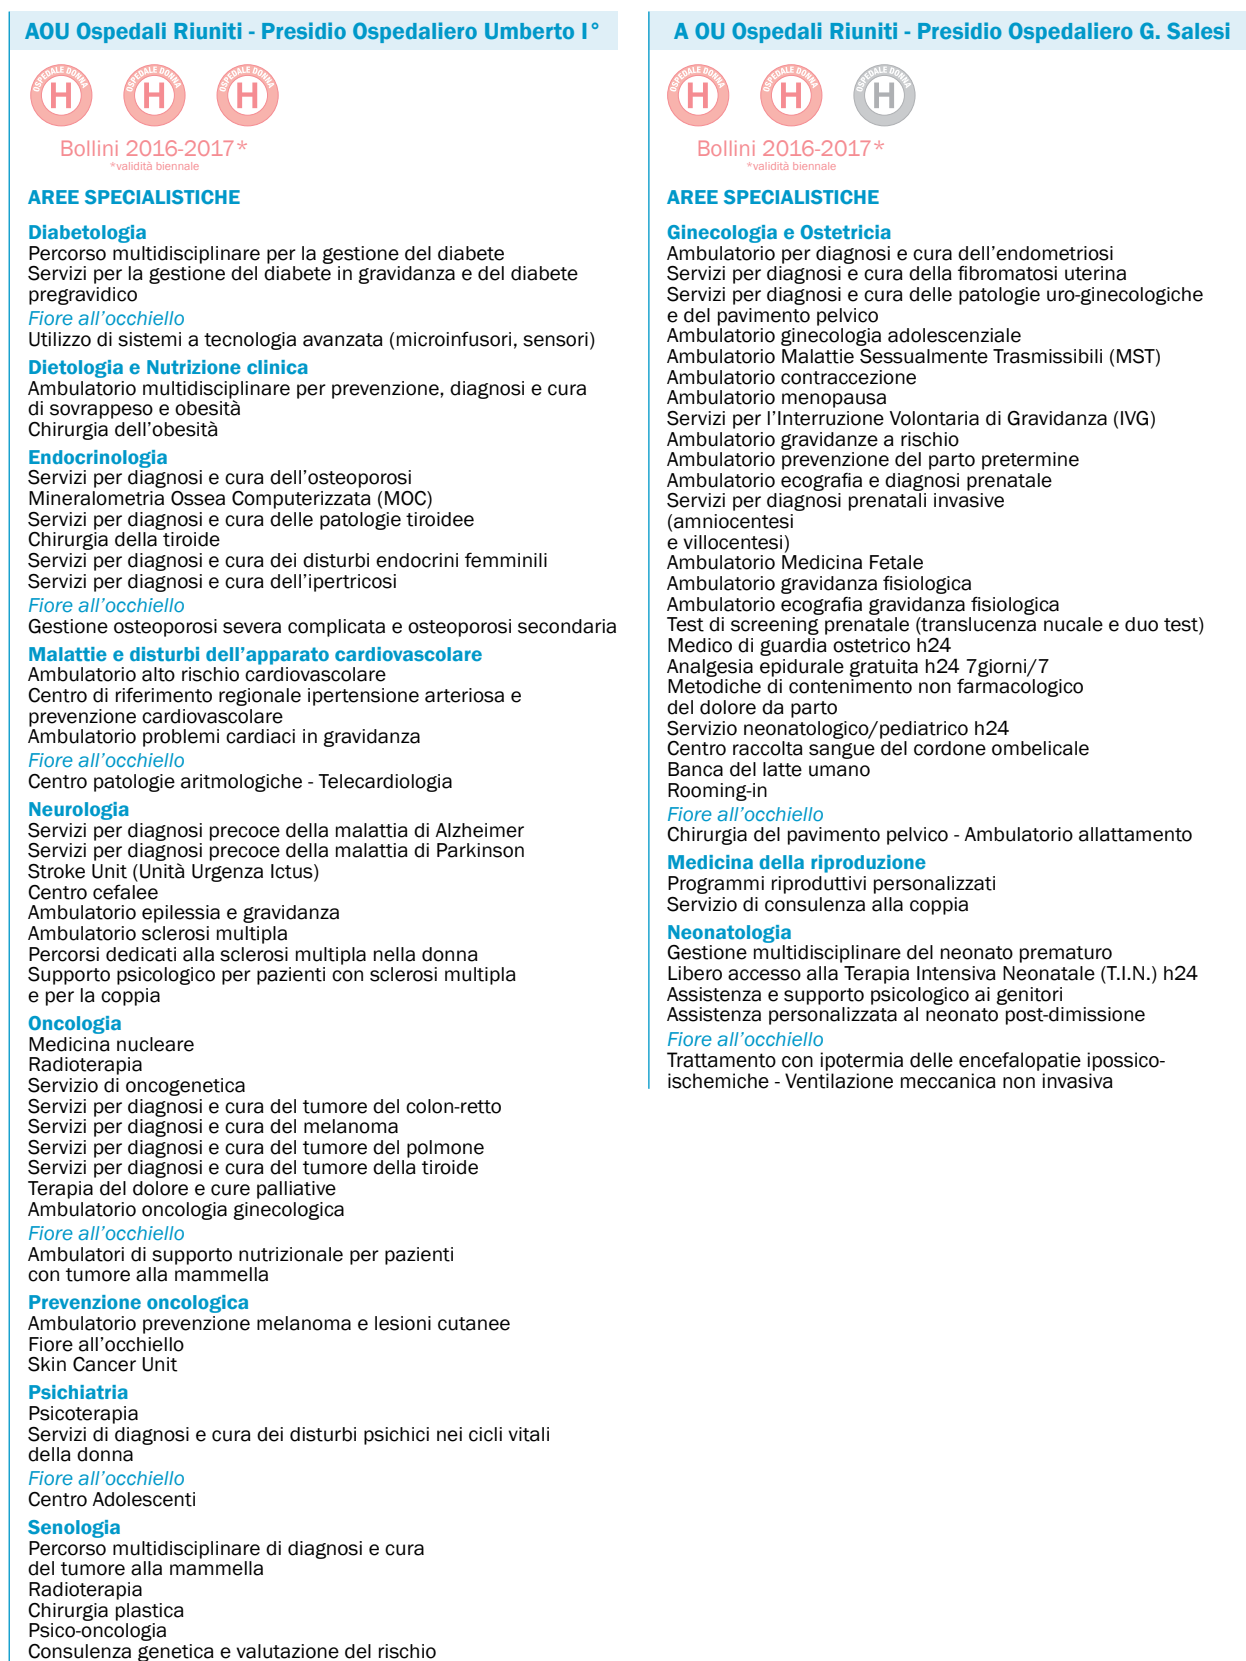 AOU Ospedali Riuniti - Presidio Ospedaliero Umberto I°
OSPEDALE DONNA
H
OSPEDALE DONNA
H
OSPEDALE DONNA
H
Bollini 2016-2017*
*validità biennale
AREE SPECIALISTICHE
Diabetologia
Percorso multidisciplinare per la gestione del diabete
Servizi per la gestione del diabete in gravidanza e del diabete
pregravidico
Fiore all'occhiello
Utilizzo di sistemi a tecnologia avanzata (microinfusori, sensori)
Dietologia e Nutrizione clinica
Ambulatorio multidisciplinare per prevenzione, diagnosi e cura
di sovrappeso e obesità
Chirurgia dell'obesità
Endocrinologia
Servizi per diagnosi e cura dell'osteoporosi
Mineralometria Ossea Computerizzata (MOC)
Servizi per diagnosi e cura delle patologie tiroidee
Chirurgia della tiroide
Servizi per diagnosi e cura dei disturbi endocrini femminili
Servizi per diagnosi e cura dell'ipertricosi
Fiore all'occhiello
Gestione osteoporosi severa complicata e osteoporosi secondaria
Malattie e disturbi dell'apparato cardiovascolare
Ambulatorio alto rischio cardiovascolare
Centro di riferimento regionale ipertensione arteriosa e
prevenzione cardiovascolare
Ambulatorio problemi cardiaci in gravidanza
Fiore all'occhiello
Centro patologie aritmologiche - Telecardiologia
Neurologia
Servizi per diagnosi precoce della malattia di Alzheimer
Servizi per diagnosi precoce della malattia di Parkinson
Stroke Unit (Unità Urgenza Ictus)
Centro cefalee
Ambulatorio epilessia e gravidanza
Ambulatorio sclerosi multipla
Percorsi dedicati alla sclerosi multipla nella donna
Supporto psicologico per pazienti con sclerosi multipla
e per la coppia
Oncologia
Medicina nucleare
Radioterapia
Servizio di oncogenetica
Servizi per diagnosi e cura del tumore del colon-retto
Servizi per diagnosi e cura del melanoma
Servizi per diagnosi e cura del tumore del polmone
Servizi per diagnosi e cura del tumore della tiroide
Terapia del dolore e cure palliative
Ambulatorio oncologia ginecologica
Fiore all'occhiello
Ambulatori di supporto nutrizionale per pazienti
con tumore alla mammella
Prevenzione oncologica
Ambulatorio prevenzione melanoma e lesioni cutanee
Fiore all'occhiello
Skin Cancer Unit
Psichiatria
Psicoterapia
Servizi di diagnosi e cura dei disturbi psichici nei cicli vitali
della donna
Fiore all'occhiello
Centro Adolescenti
Senologia
Percorso multidisciplinare di diagnosi e cura
del tumore alla mammella
Radioterapia
Chirurgia plastica
Psico-oncologia
Consulenza genetica e valutazione del rischio
A OU Ospedali Riuniti - Presidio Ospedaliero G. Salesi
OSPEDALE DONNA
H
OSPEDALE DONNA
H
OSPEDALE DONNA
H
Bollini 2016-2017*
*validità biennale
AREE SPECIALISTICHE
Ginecologia e Ostetricia
Ambulatorio per diagnosi e cura dell'endometriosi
Servizi per diagnosi e cura della fibromatosi uterina
Servizi per diagnosi e cura delle patologie uro-ginecologiche
e del pavimento pelvico
Ambulatorio ginecologia adolescenziale
Ambulatorio Malattie Sessualmente Trasmissibili (MST)
Ambulatorio contraccezione
Ambulatorio menopausa
Servizi per l'Interruzione Volontaria di Gravidanza (IVG)
Ambulatorio gravidanze a rischio
Ambulatorio prevenzione del parto pretermine
Ambulatorio ecografia e diagnosi prenatale
Servizi per diagnosi prenatali invasive
(amniocentesi
e villocentesi)
Ambulatorio Medicina Fetale
Ambulatorio gravidanza fisiologica
Ambulatorio ecografia gravidanza fisiologica
Test di screening prenatale (translucenza nucale e duo test)
Medico di guardia ostetrico h24
Analgesia epidurale gratuita h24 7giorni/7
Metodiche di contenimento non farmacologico
del dolore da parto
Servizio neonatologico/pediatrico h24
Centro raccolta sangue del cordone ombelicale
Banca del latte umano
Rooming-in
Fiore all'occhiello
Chirurgia del pavimento pelvico - Ambulatorio allattamento
Medicina della riproduzione
Programmi riproduttivi personalizzati
Servizio di consulenza alla coppia
Neonatologia
Gestione multidisciplinare del neonato prematuro
Libero accesso alla Terapia Intensiva Neonatale (T.I.N.) h24
Assistenza e supporto psicologico ai genitori
Assistenza personalizzata al neonato post-dimissione
Fiore all'occhiello
Trattamento con ipotermia delle encefalopatie ipossico-
ischemiche - Ventilazione meccanica non invasiva